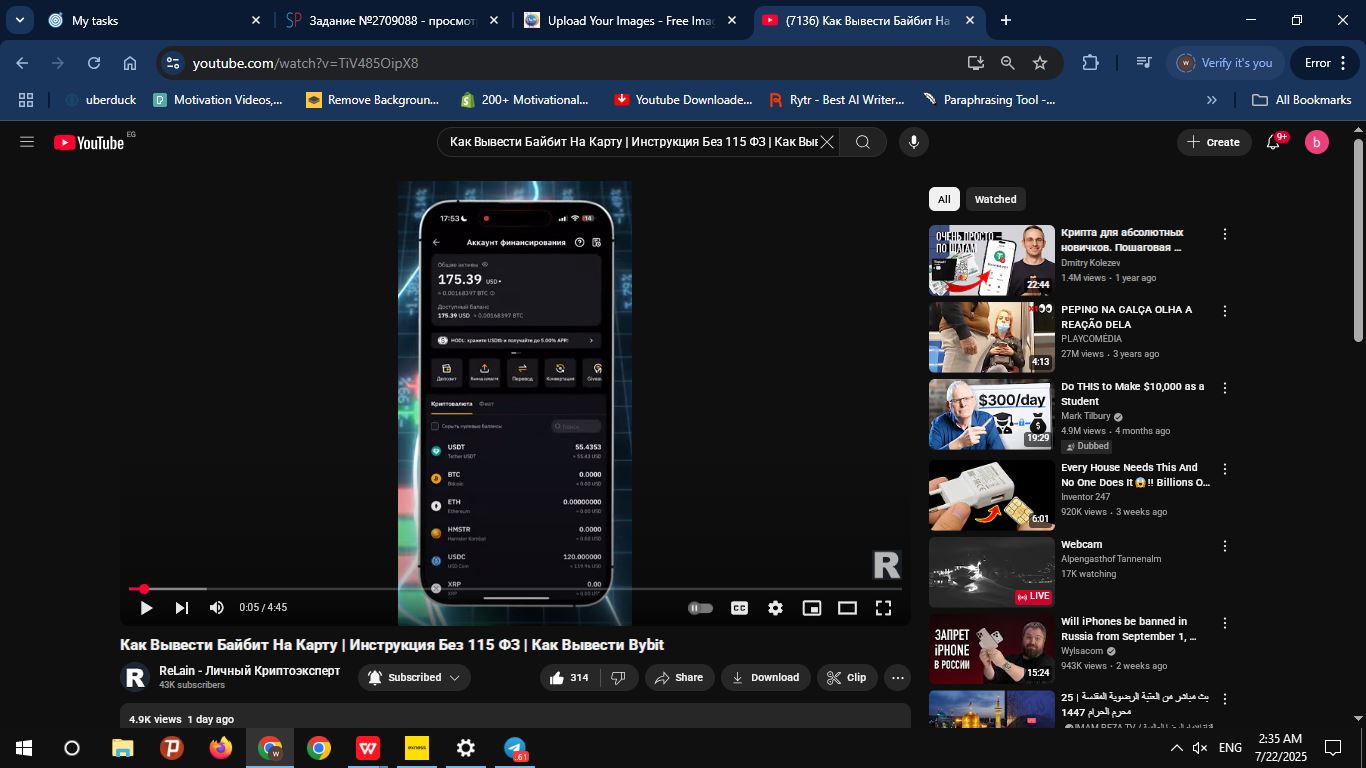 My tasks
Задание №2709088 - просмотр
Upload Your Images - Free Imag
(7136) Как Вывести Байбит На
youtube.com/watch?v=TiV485OipX8
Verify it's you
Error
uberduck
Motivation Videos,...
Remove Backgroun...
200+ Motivational...
Youtube Downloade...
Rytr - Best AI Writer...
Paraphrasing Tool -...
»
All Bookmarks
YouTube EG
Как Вывести Байбит На Карту | Инструкция Без 115 ФЗ | Как Выв
Create
9+
b
17:53
14
Аккаунт финансирования
Общие активы
175.39 USD
≈ 0.00168397 BTC
Доступный Баланс
175.39 USD ≈ 0.00168397 BTC
HODL: храните USDtb и получайте до 5.00% APR!
Депозит
Вывод средств
Перевод
Конвертация
Giveaw
Криптовалюта
Фиат
Скрыть нулевые балансы
Поиск
USDT 55.4353
Tether USDT ≈ 55.43 USD
BTC 0.0000
Bitcoin ≈ 0.00 USD
ETH 0.00000000
Ethereum ≈ 0.00 USD
HMSTR 0.0000
Hamster Kombat ≈ 0.00 USD
USDC 120.000000
USD Coin ≈ 119.96 USD
XRP 0.00
XRP ≈ 0.00 USD
R
0:05 / 4:45
CC
Как Вывести Байбит На Карту | Инструкция Без 115 ФЗ | Как Вывести Bybit
R
ReLain - Личный Криптоэксперт
43K subscribers
Subscribed
314
Share
Download
Clip
4.9K views 1 day ago
All
Watched
ОЧЕНЬ ПРОСТО
ПО ШАГАМ
22:44
Крипта для абсолютных
новичков. Пошаговая ...
Dmitry Kolezev
1.4M views · 1 year ago
4:13
PEPINO NA CALÇA OLHA A
REAÇÃO DELA
PLAYCOMÉDIA
27M views · 3 years ago
$300/day
19:29
Do THIS to Make $10,000 as a
Student
Mark Tilbury
4.9M views · 4 months ago
Dubbed
6:01
Every House Needs This And
No One Does It😱!! Billions O...
Inventor 247
920K views · 3 weeks ago
LIVE
Webcam
Alpengasthof Tannenalm
17K watching
ЗАПРЕТ
iPHONE
В РОССИИ
15:24
Will iPhones be banned in
Russia from September 1, ...
Wylsacom
943K views · 2 weeks ago
بث مباشر من العتبة الرضوية المقدسة | 25
محرم الحرام 1447
exness
61
ENG
2:35 AM
7/22/2025